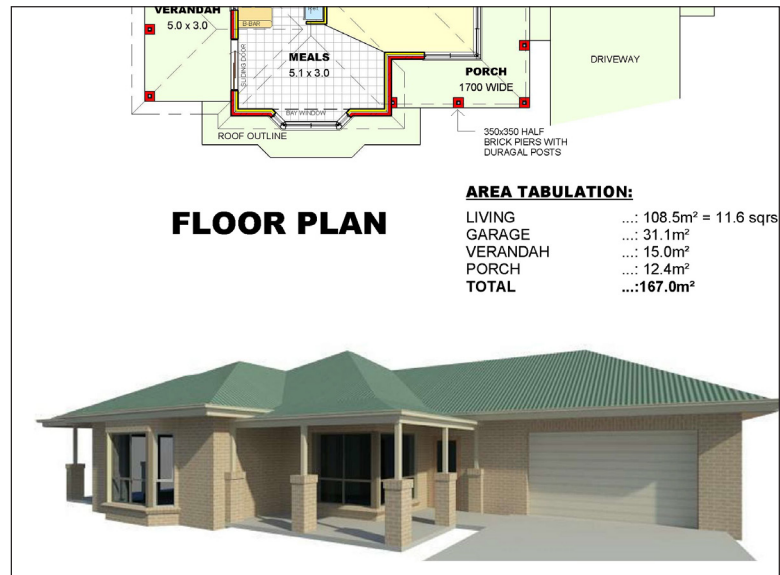 VERANDAH
5.0 x 3.0
B-BAR
SLIDING DOOR
MEALS
5.1 x 3.0
BAY WINDOW
ROOF OUTLINE
PORCH
1700 WIDE
DRIVEWAY
350x350 HALF
BRICK PIERS WITH
DURAGAL POSTS
FLOOR PLAN
AREA TABULATION:
LIVING ...: 108.5m² = 11.6 sqrs
GARAGE ...: 31.1m²
VERANDAH ...: 15.0m²
PORCH ...: 12.4m²
TOTAL ...:167.0m²